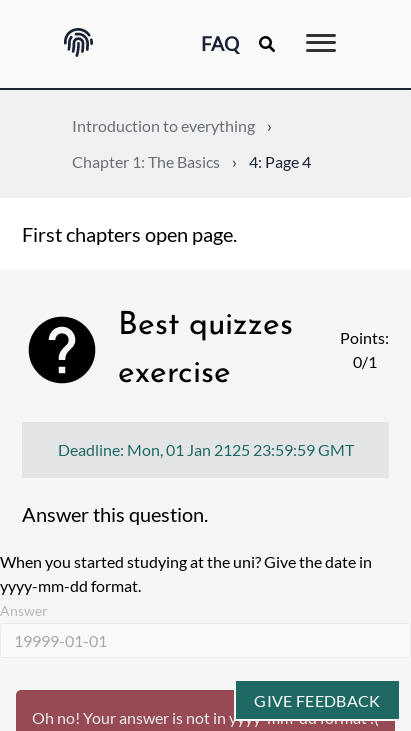 FAQ
Introduction to everything ›
Chapter 1: The Basics › 4: Page 4
First chapters open page.
Best quizzes
exercise
Points:
0/1
Deadline: Mon, 01 Jan 2125 23:59:59 GMT
Answer this question.
When you started studying at the uni? Give the date in
yyyy-mm-dd format.
Answer
19999-01-01
GIVE FEEDBACK
Oh no! Your answer is not in yyyy-mm-dd format :(